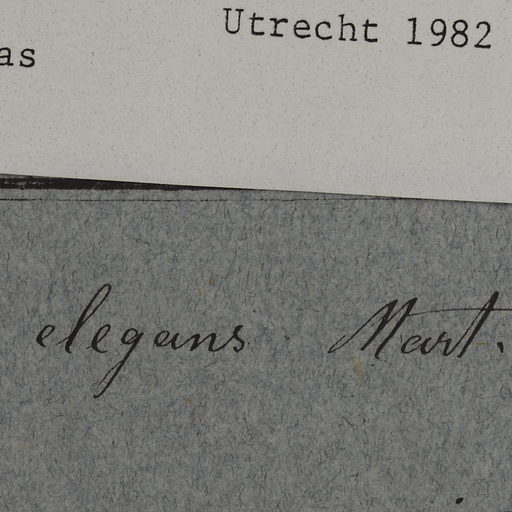 Utrecht 1982
as
elegans Mart.